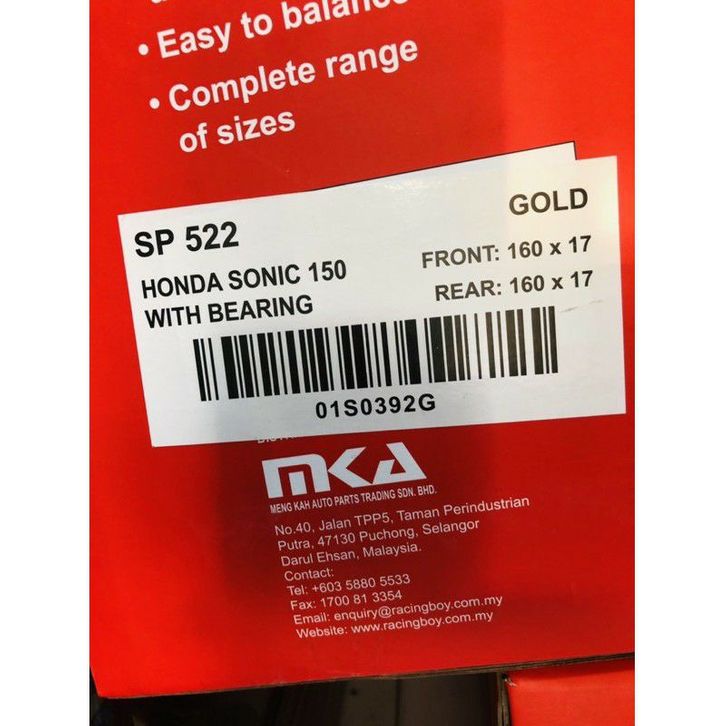 • Easy to balance
• Complete range
of sizes
SP 522
GOLD
HONDA SONIC 150
WITH BEARING
FRONT: 160 x 17
REAR: 160 x 17
01S0392G
MKA
MENG KAH AUTO PARTS TRADING SDN. BHD.
No.40, Jalan TPP5, Taman Perindustrian
Putra, 47130 Puchong, Selangor
Darul Ehsan, Malaysia.
Contact:
Tel: +603 5880 5533
Fax: 1700 81 3354
Email: enquiry@racingboy.com.my
Website: www.racingboy.com.my